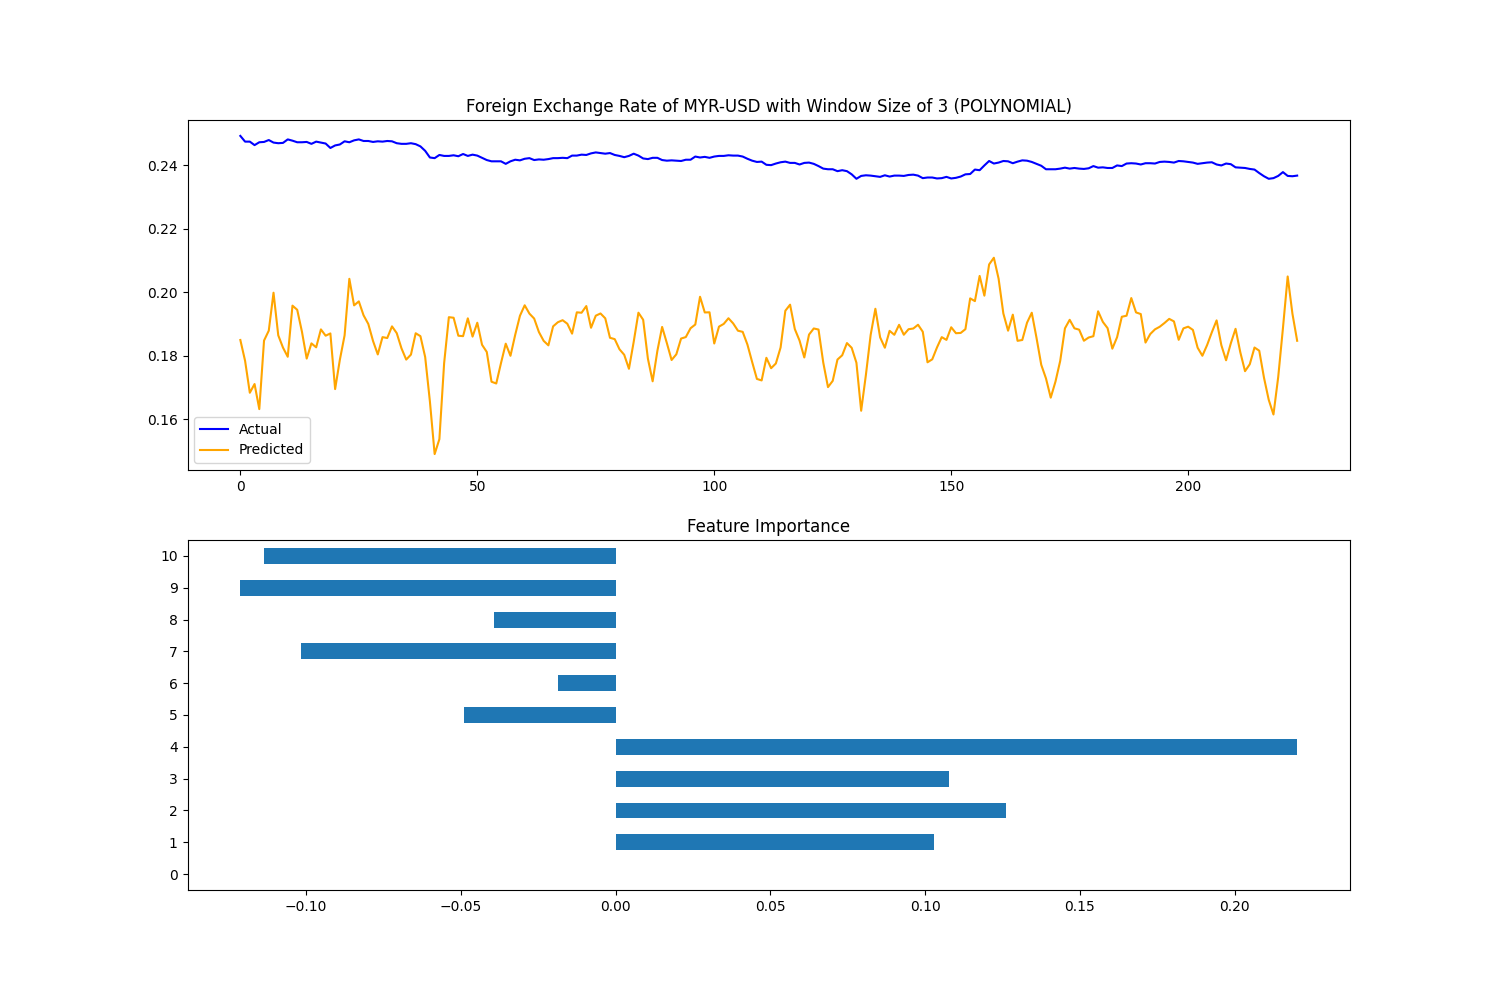 Foreign Exchange Rate of MYR-USD with Window Size of 3 (POLYNOMIAL)
0.24
0.22
0.20
0.18
0.16
Actual
Predicted
0 50 100 150 200
Feature Importance
10
9
8
7
6
5
4
3
2
1
0
−0.10 −0.05 0.00 0.05 0.10 0.15 0.20